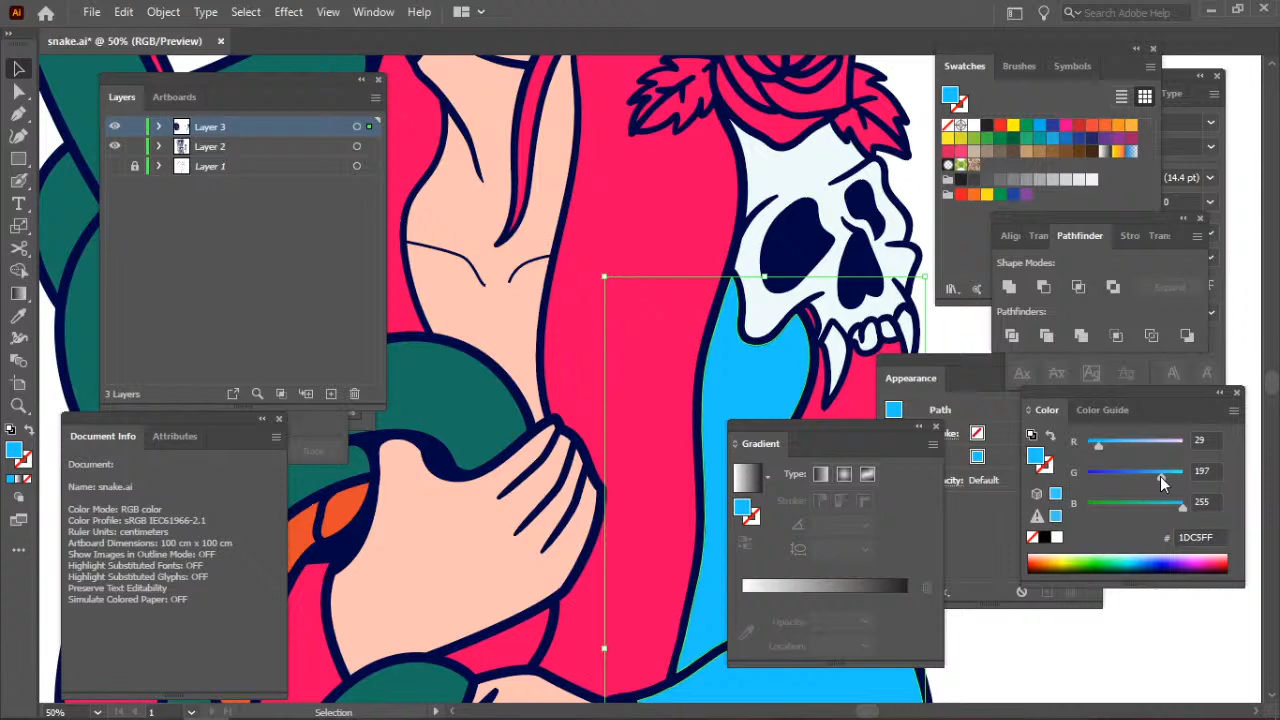 Ai
File Edit Object Type Select Effect View Window Help
Search Adobe Help
snake.ai* @ 50% (RGB/Preview)
Layers Artboards
Layer 3
Layer 2
Layer 1
3 Layers
Document Info Attributes
Trace
Document:
Name: snake.ai
Color Mode: RGB color
Color Profile: sRGB IEC61966-2.1
Ruler Units: centimeters
Artboard Dimensions: 100 cm x 100 cm
Show Images in Outline Mode: OFF
Highlight Substituted Fonts: OFF
Highlight Substituted Glyphs: OFF
Preserve Text Editability
Simulate Colored Paper: OFF
Swatches Brushes Symbols
Type
(14.4 pt)
0
Alig Tran Pathfinder Stro Tran
Shape Modes:
Expand
Pathfinders:
Appearance
Path
Default
Gradient
Type:
Stroke:
Opacity:
Location:
Color Color Guide
R 29
G 197
B 255
# 1DC5FF
50% 1 Selection